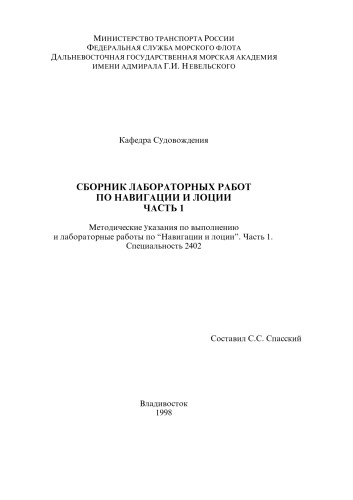 МИНИСТЕРСТВО ТРАНСПОРТА РОССИИ
ФЕДЕРАЛЬНАЯ СЛУЖБА МОРСКОГО ФЛОТА
ДАЛЬНЕВОСТОЧНАЯ ГОСУДАРСТВЕННАЯ МОРСКАЯ АКАДЕМИЯ
ИМЕНИ АДМИРАЛА Г.И. НЕВЕЛЬСКОГО
Кафедра Судовождения
СБОРНИК ЛАБОРАТОРНЫХ РАБОТ
ПО НАВИГАЦИИ И ЛОЦИИ
ЧАСТЬ 1
Методические указания по выполнению
и лабораторные работы по “Навигации и лоции”. Часть 1.
Специальность 2402
Составил С.С. Спасский
Владивосток
1998